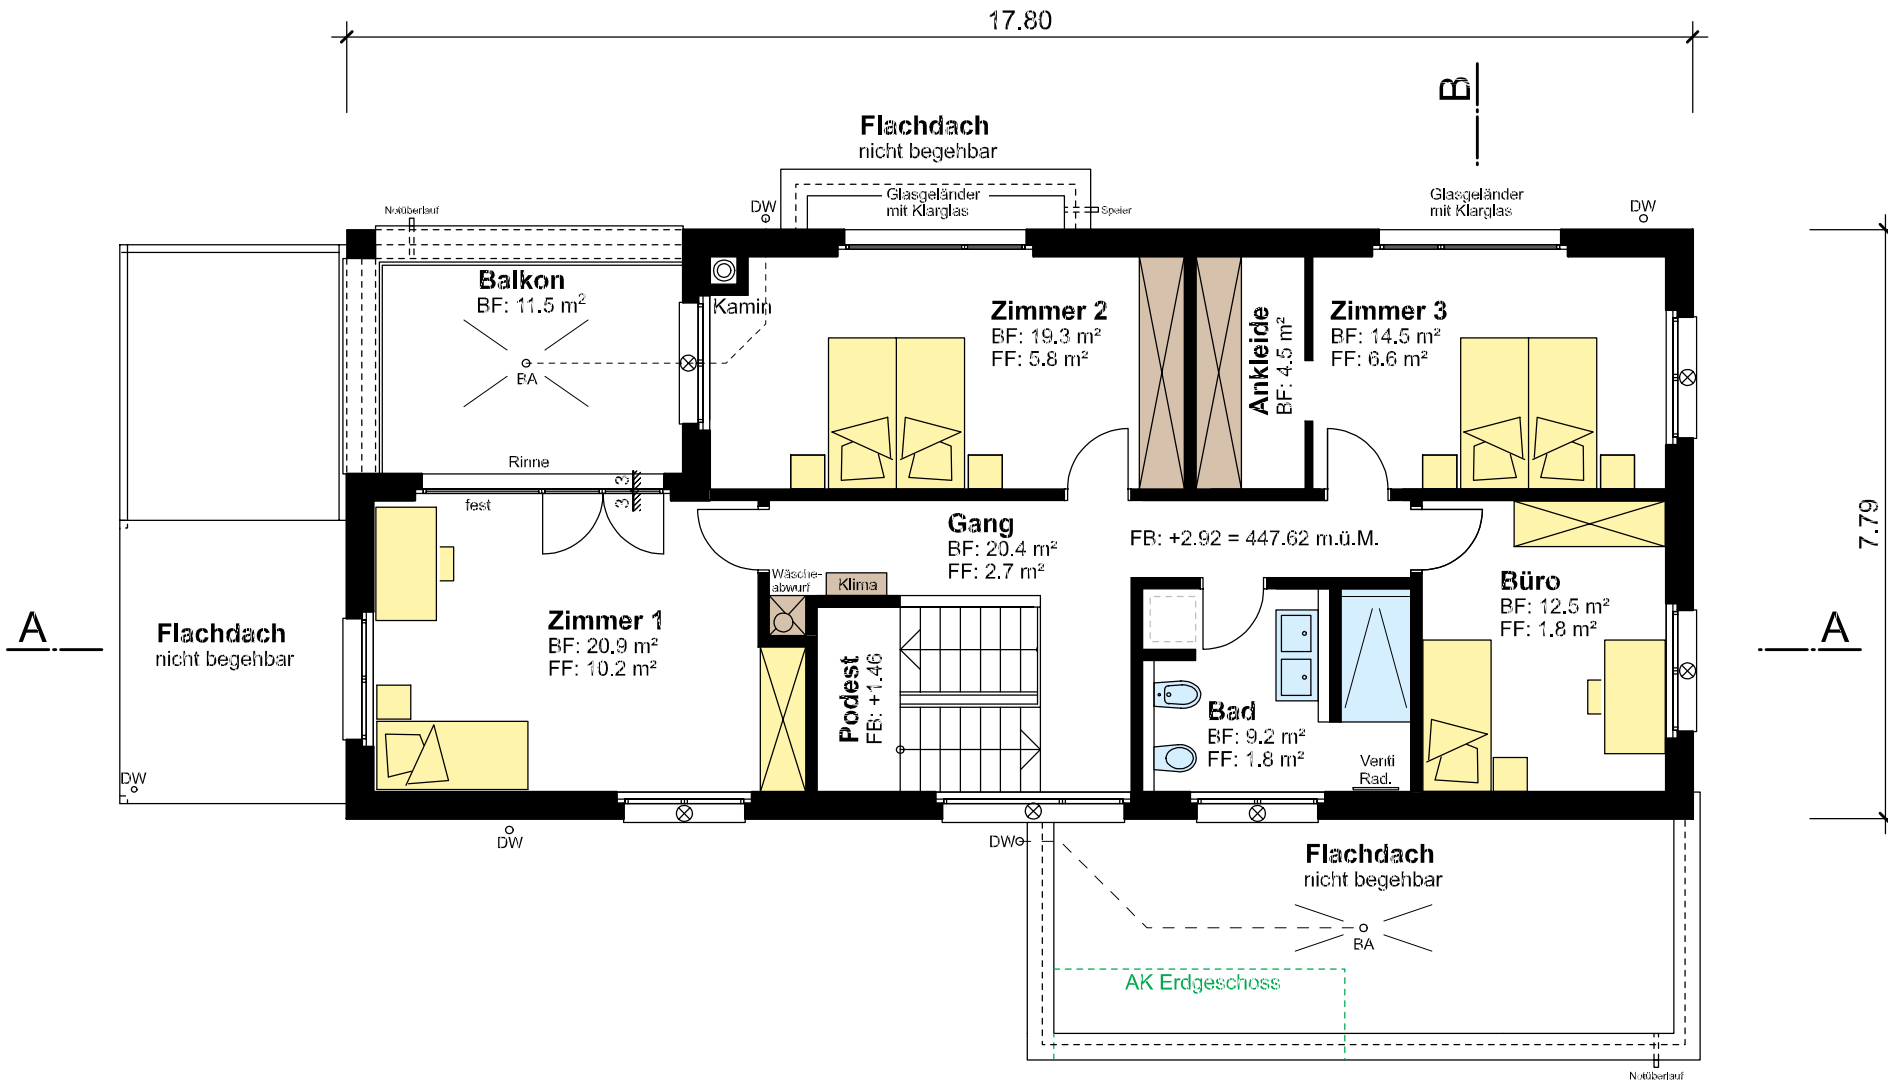 17.80
B
Flachdach
nicht begehbar
Glasgeländer
mit Klarglas
Glasgeländer
mit Klarglas
Notüberlauf
DW
Speier
DW
Balkon
BF: 11.5 m²
BA
Rinne
fest
3
3
Kamin
Zimmer 2
BF: 19.3 m²
FF: 5.8 m²
Ankleide
BF: 4.5 m²
Zimmer 3
BF: 14.5 m²
FF: 6.6 m²
7.79
Gang
BF: 20.4 m²
FF: 2.7 m²
FB: +2.92 = 447.62 m.ü.M.
Wäsche-
abwurf
Klima
Büro
BF: 12.5 m²
FF: 1.8 m²
A
Flachdach
nicht begehbar
Zimmer 1
BF: 20.9 m²
FF: 10.2 m²
Podest
FB: +1.46
A
Bad
BF: 9.2 m²
FF: 1.8 m²
Venti
Rad.
DW
DW
DW
Flachdach
nicht begehbar
BA
AK Erdgeschoss
Notüberlauf